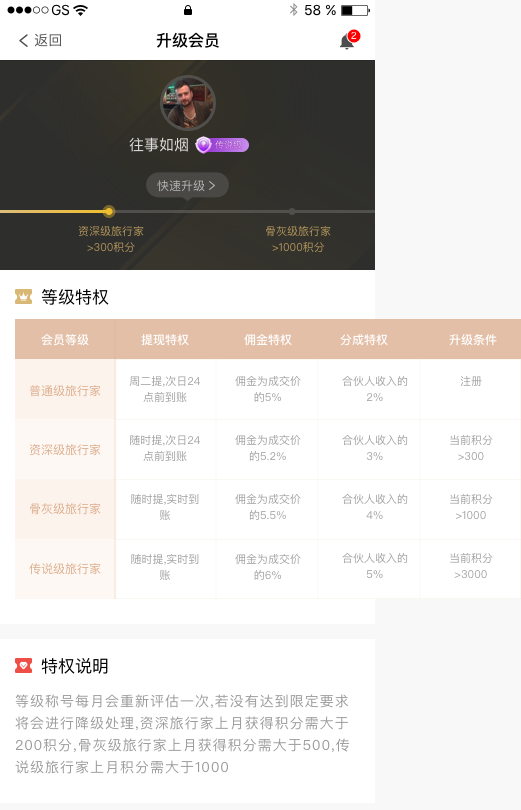 GS 58 %
返回 升级会员 2
往事如烟 传说级
快速升级 >
资深级旅行家 骨灰级旅行家
>300积分 >1000积分
等级特权
会员等级 提现特权 佣金特权 分成特权 升级条件
普通级旅行家 周二提,次日24 佣金为成交价 合伙人收入的 注册
点前到账 的5% 2%
资深级旅行家 随时提,次日24 佣金为成交价 合伙人收入的 当前积分
点前到账 的5.2% 3% >300
骨灰级旅行家 随时提,实时到 佣金为成交价 合伙人收入的 当前积分
账 的5.5% 4% >1000
传说级旅行家 随时提,实时到 佣金为成交价 合伙人收入的 当前积分
账 的6% 5% >3000
特权说明
等级称号每月会重新评估一次,若没有达到限定要求
将会进行降级处理,资深旅行家上月获得积分需大于
200积分,骨灰级旅行家上月获得积分需大于500,传
说级旅行家上月积分需大于1000